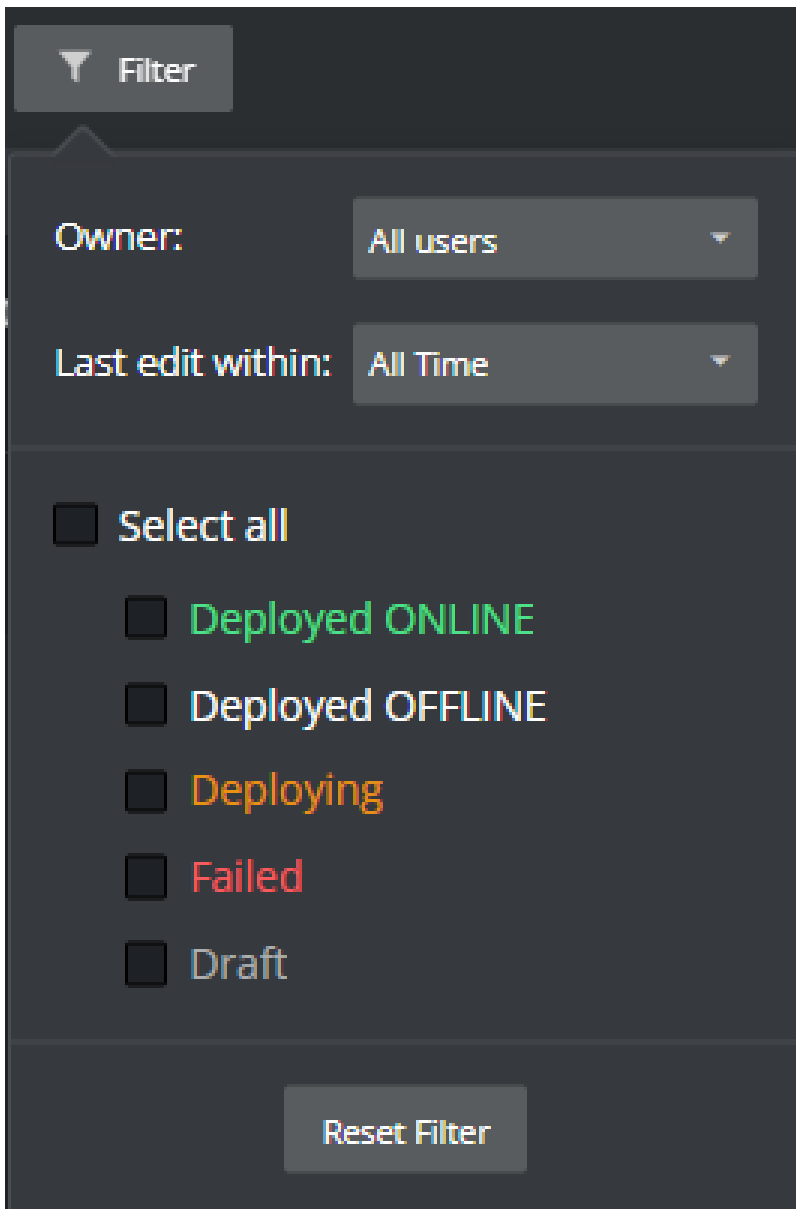 Filter
Owner: All users
Last edit within: All Time
Select all
Deployed ONLINE
Deployed OFFLINE
Deploying
Failed
Draft
Reset Filter